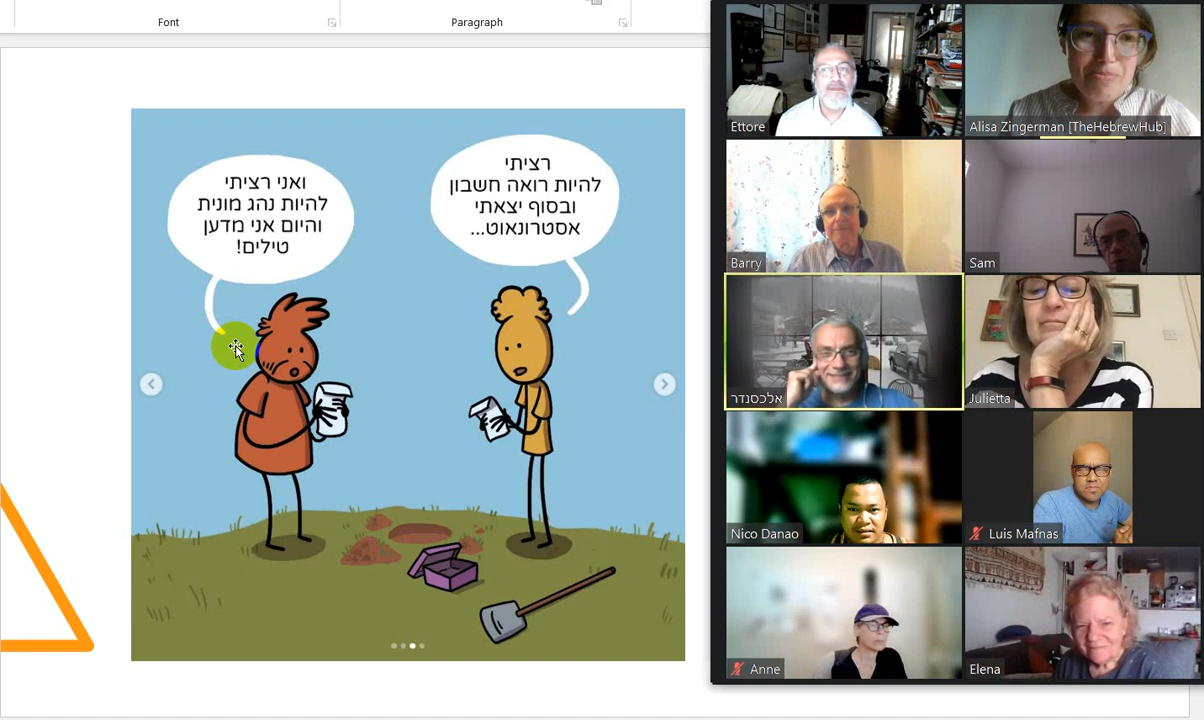 Font
Paragraph
רציתי
להיות רואה חשבון
ובסוף יצאתי
אסטרונאוט...
ואני רציתי
להיות נהג מונית
והיום אני מדען
טילים!
Ettore
Alisa Zingerman [TheHebrewHub]
Barry
Sam
אלכסנדר
Julietta
Nico Danao
Luis Mafnas
Anne
Elena